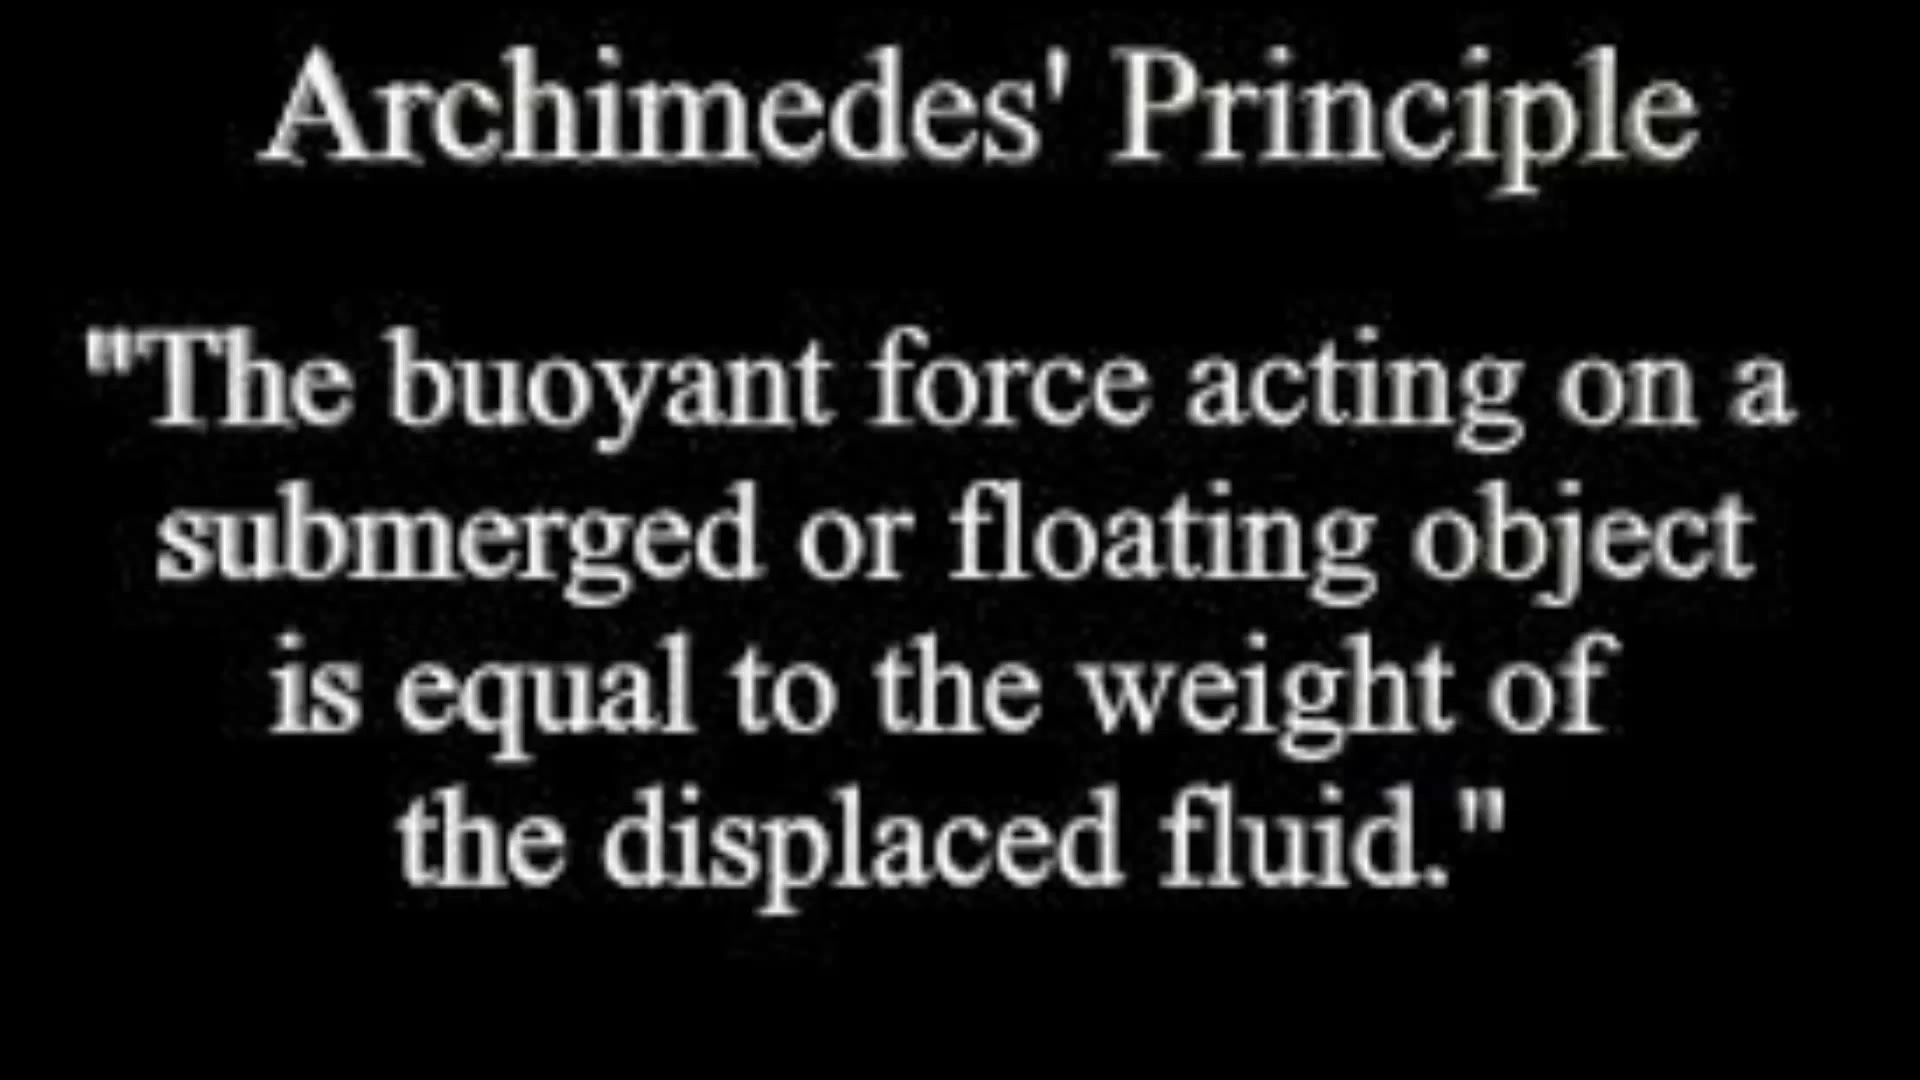 Archimedes' Principle
"The buoyant force acting on a
submerged or floating object
is equal to the weight of
the displaced fluid."